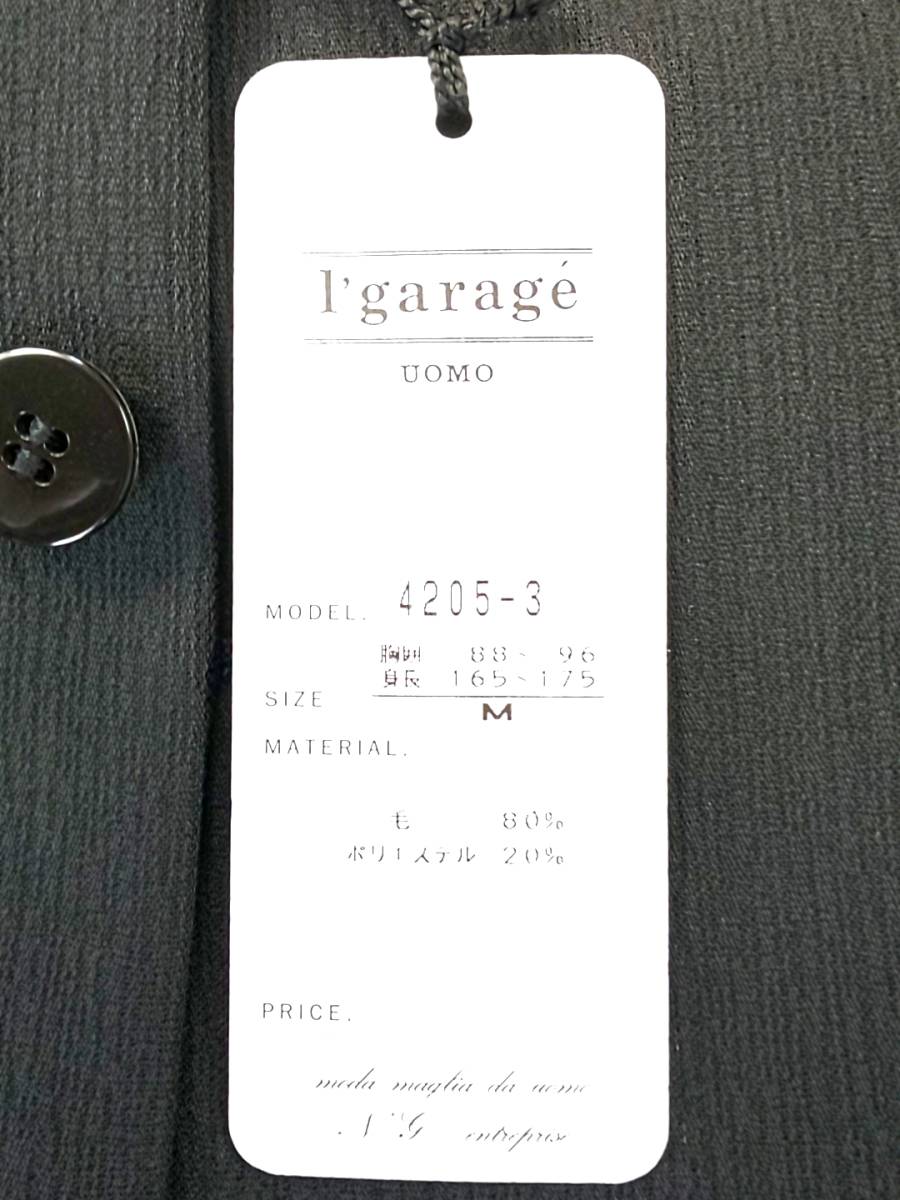 l'garagé
UOMO
MODEL. 4205-3
胸囲 88~ 96
身長 165~175
SIZE
M
MATERIAL.
毛 80%
ポリエステル 20%
PRICE.
moda maglia da uomo
N G entreprise